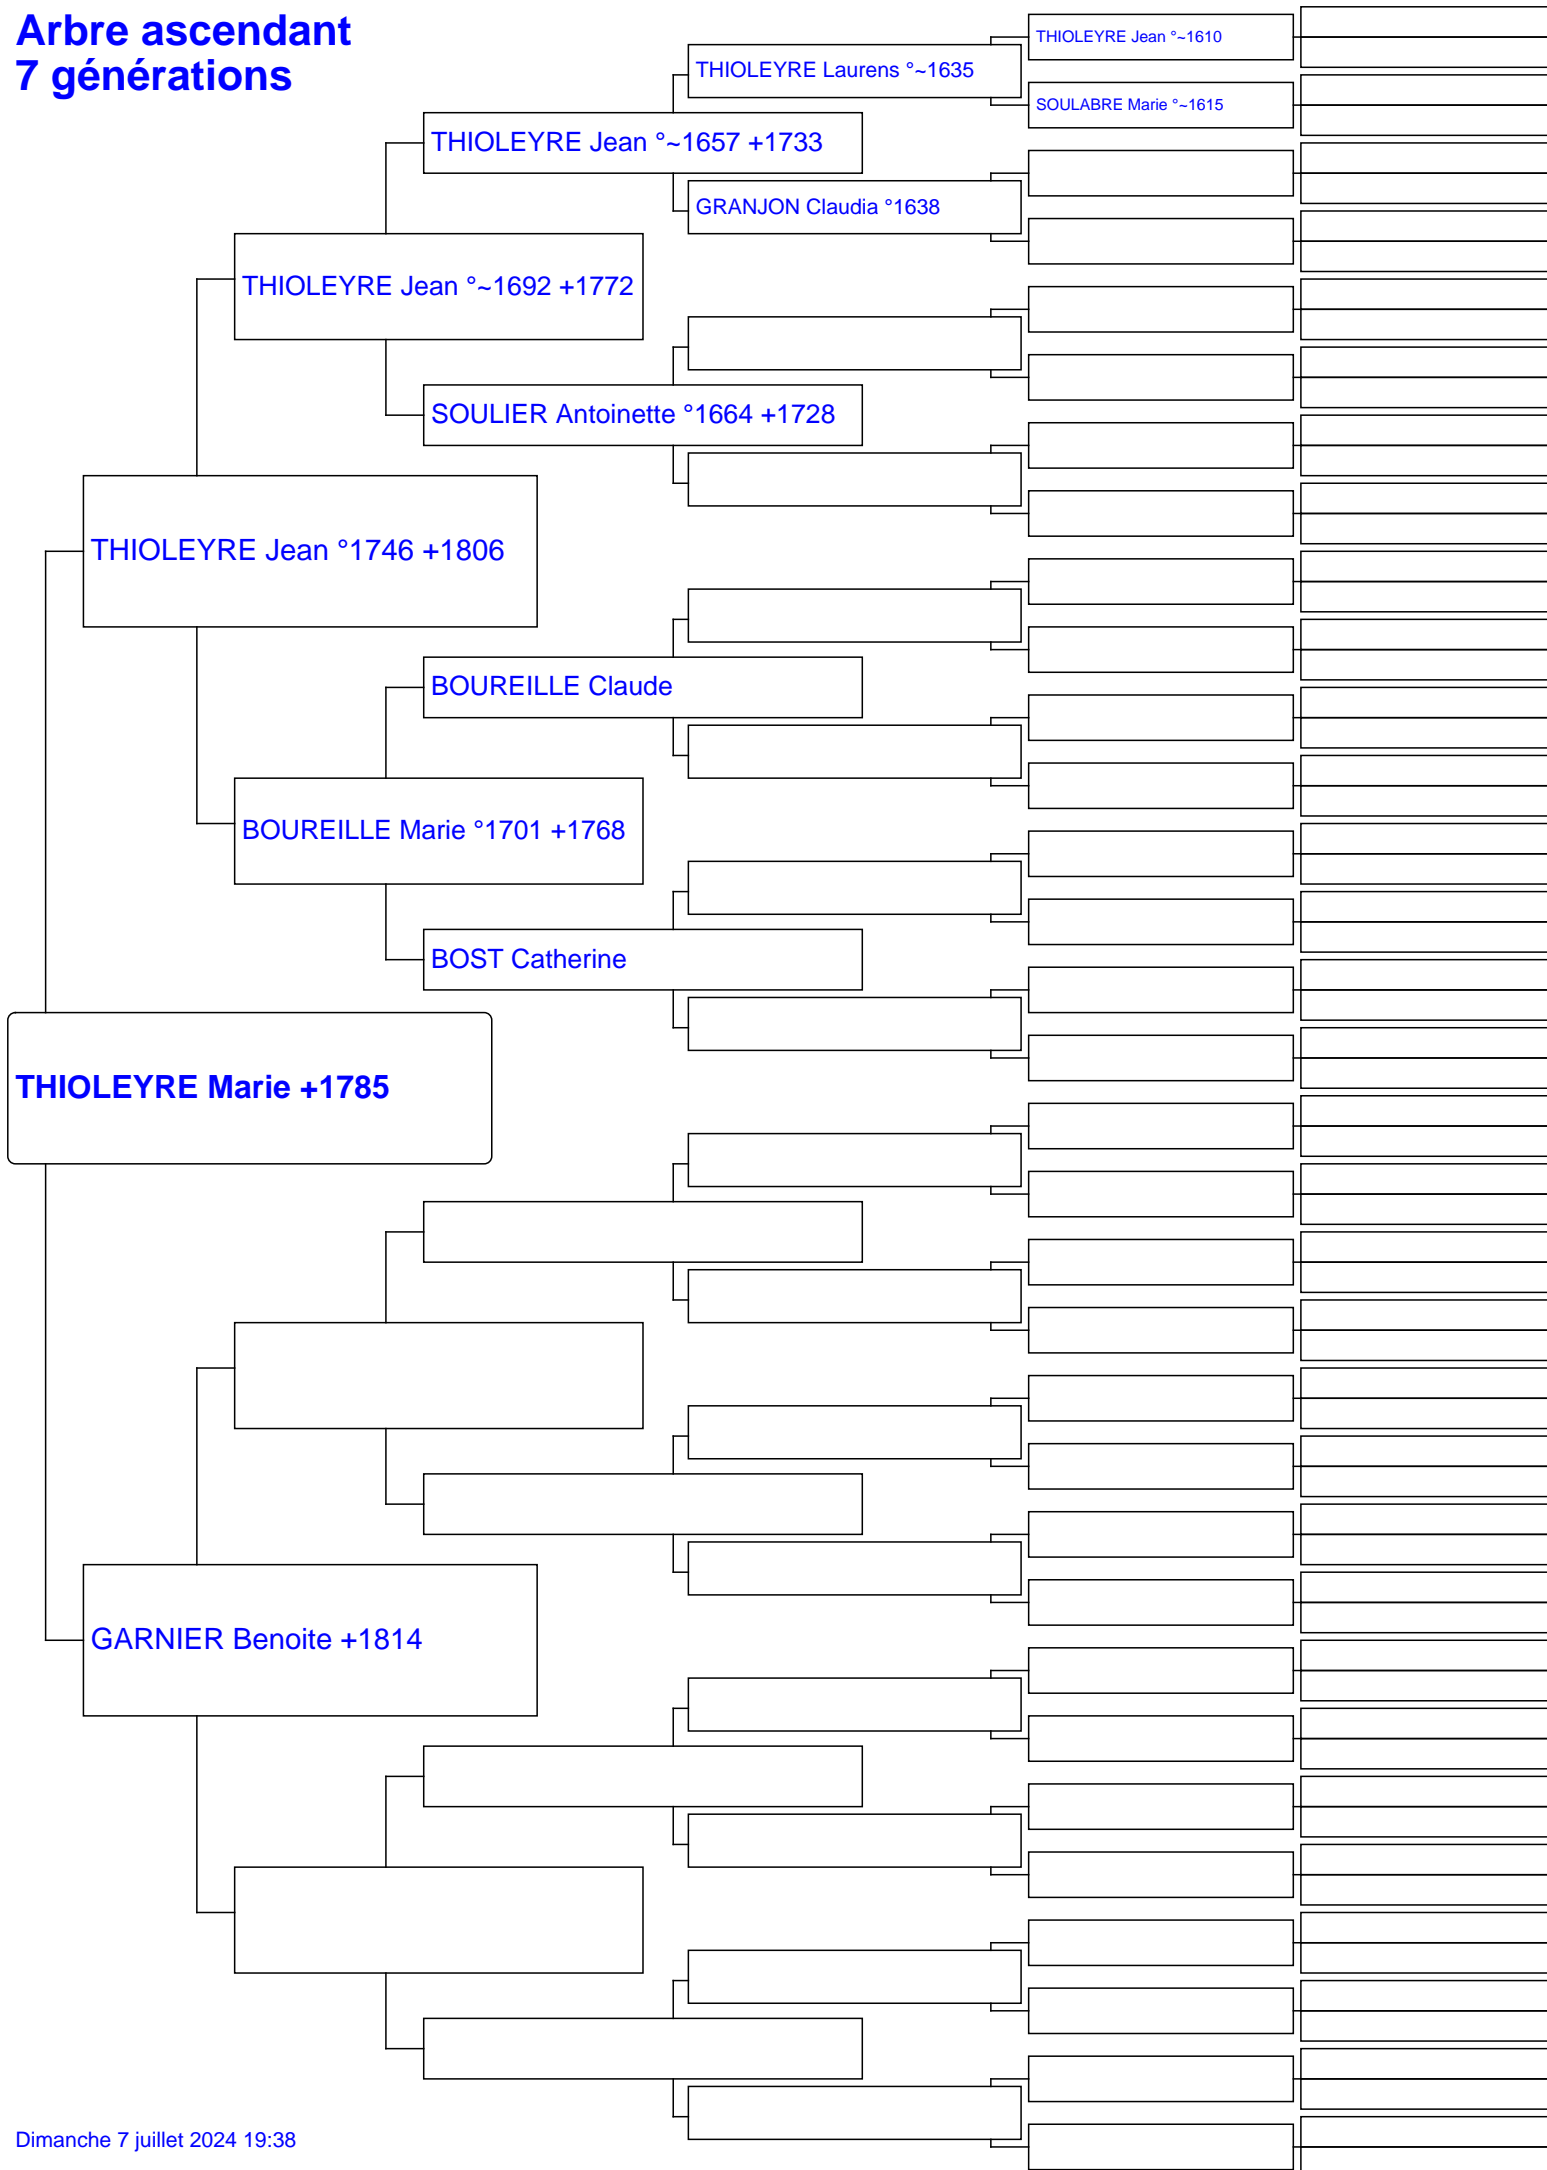 Arbre ascendant
7 générations
THIOLEYRE Jean °~1610
THIOLEYRE Laurens °~1635
SOULABRE Marie °~1615
THIOLEYRE Jean °~1657 +1733
GRANJON Claudia °1638
THIOLEYRE Jean °~1692 +1772
SOULIER Antoinette °1664 +1728
THIOLEYRE Jean °1746 +1806
BOUREILLE Claude
BOUREILLE Marie °1701 +1768
BOST Catherine
THIOLEYRE Marie +1785
GARNIER Benoite +1814
Dimanche 7 juillet 2024 19:38